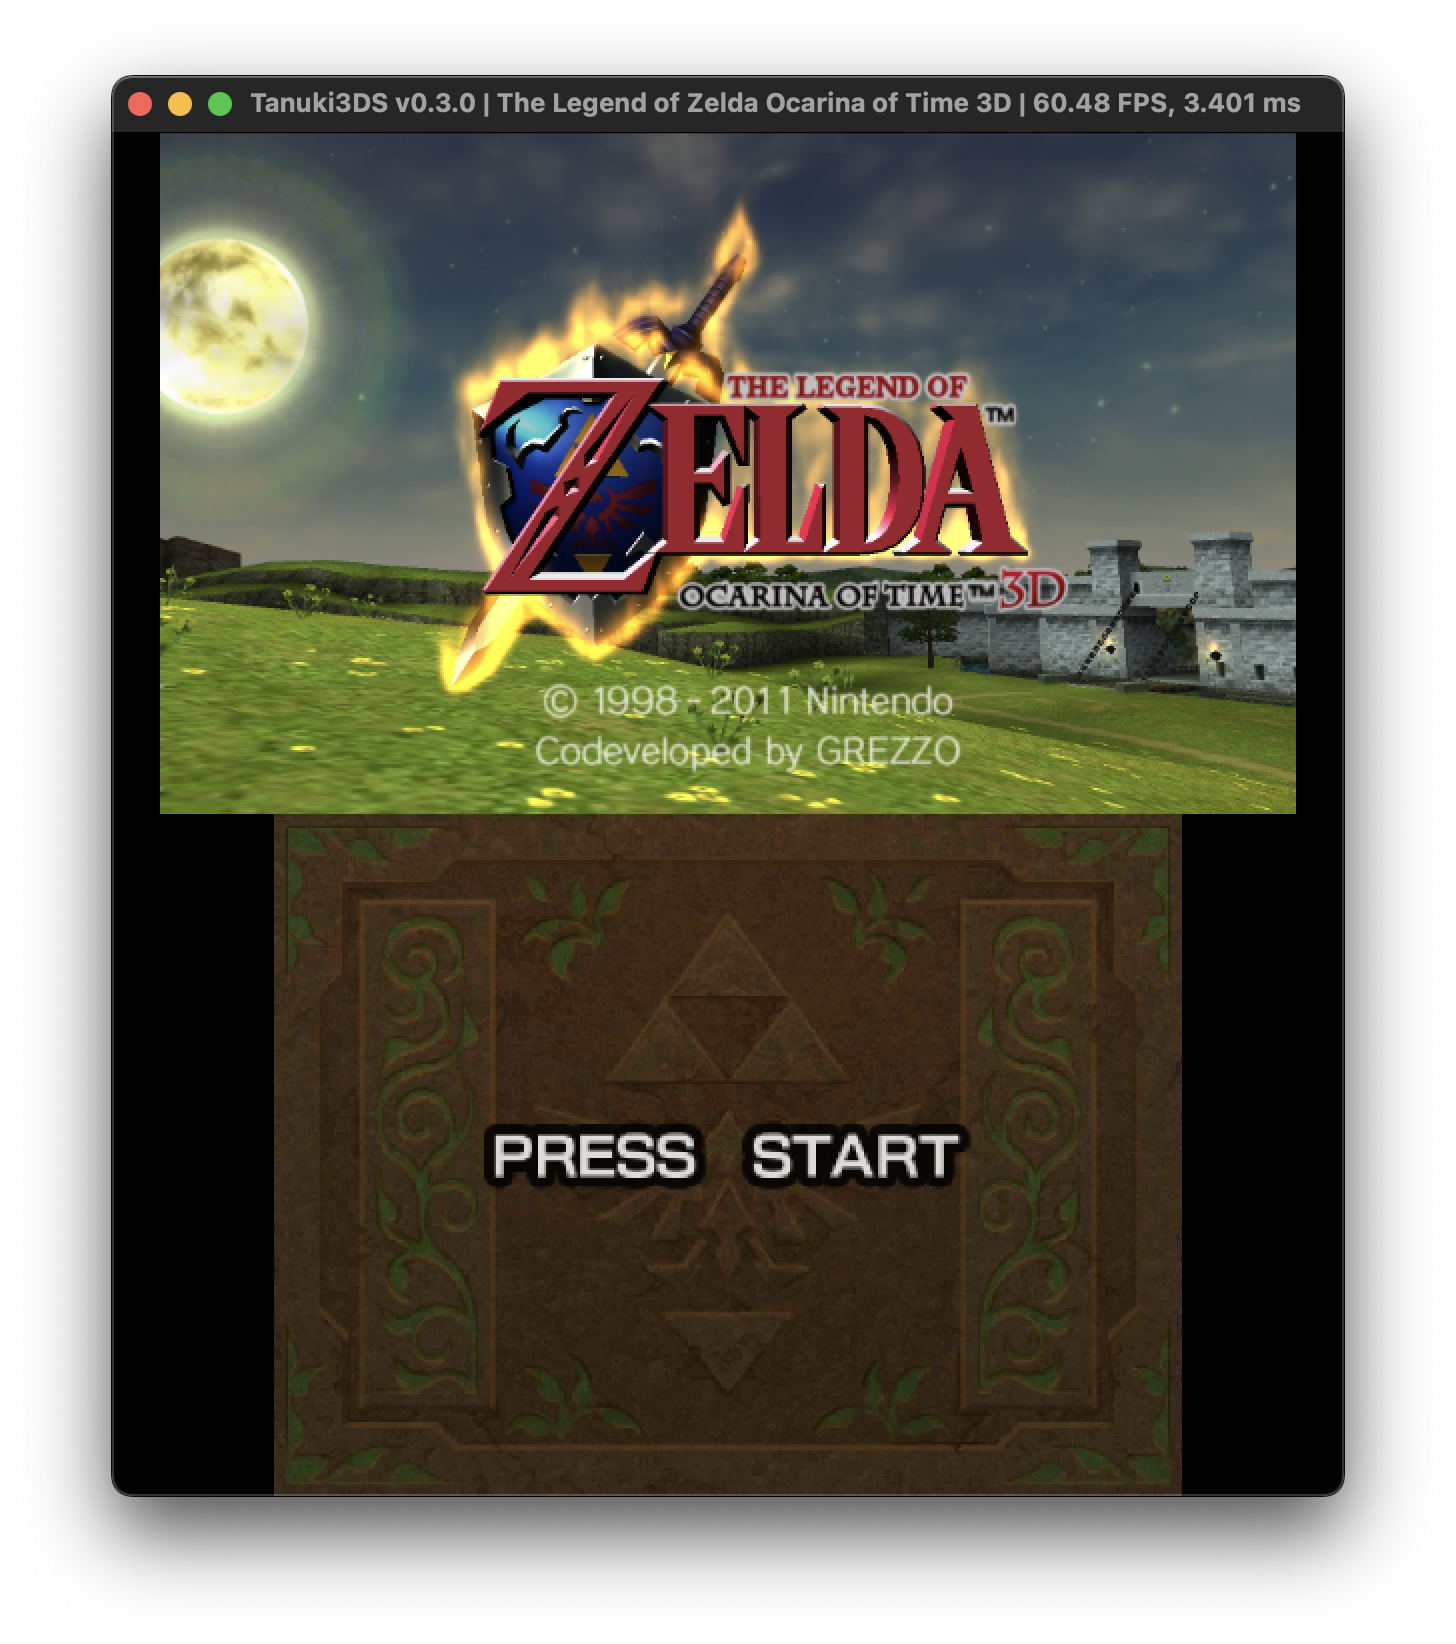 Tanuki3DS v0.3.0 | The Legend of Zelda Ocarina of Time 3D | 60.48 FPS, 3.401 ms
THE LEGEND OF
ZELDA™
OCARINA OF TIME™ 3D
© 1998 - 2011 Nintendo
Codeveloped by GREZZO
PRESS START